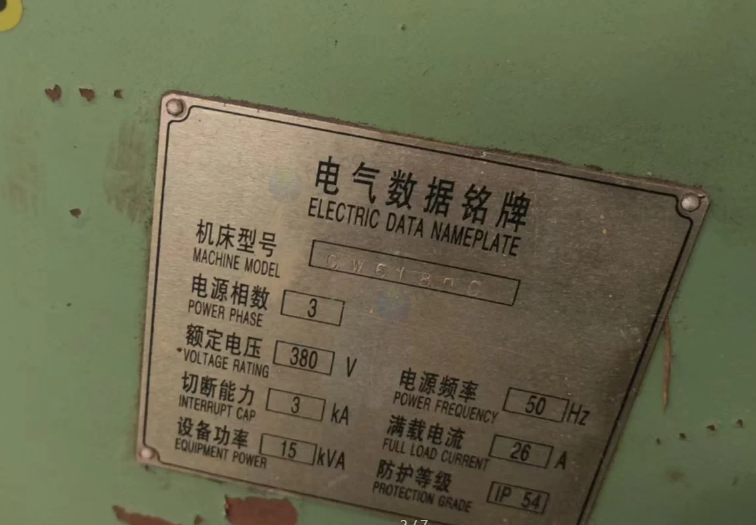 电气数据铭牌
ELECTRIC DATA NAMEPLATE
机床型号
MACHINE MODEL
电源相数 3
POWER PHASE
额定电压 380 V
VOLTAGE RATING
切断能力 3 kA
INTERRUPT CAP
设备功率 15 kVA
EQUIPMENT POWER
电源频率 50 Hz
POWER FREQUENCY
满载电流 26 A
FULL LOAD CURRENT
防护等级 IP 54
PROTECTION GRADE